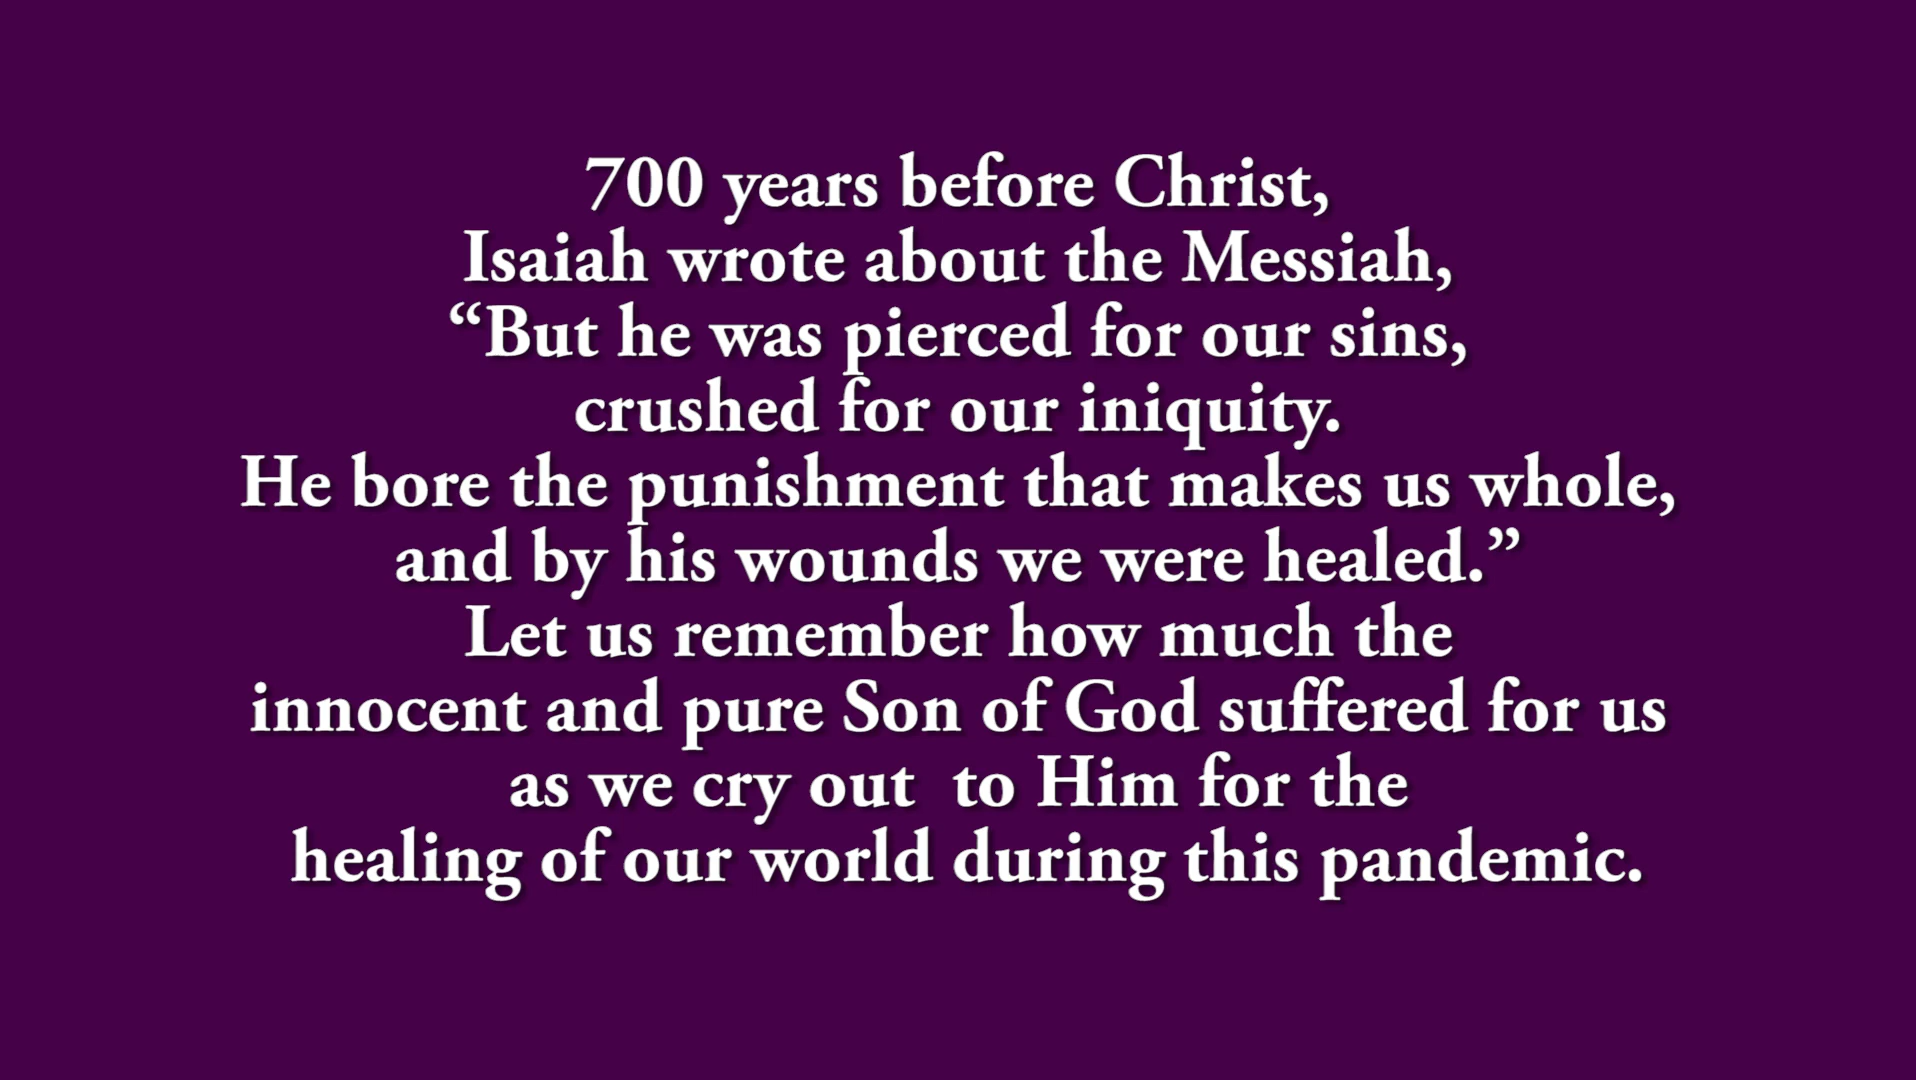 700 years before Christ,
Isaiah wrote about the Messiah,
“But he was pierced for our sins,
crushed for our iniquity.
He bore the punishment that makes us whole,
and by his wounds we were healed.”
Let us remember how much the
innocent and pure Son of God suffered for us
as we cry out  to Him for the
healing of our world during this pandemic.